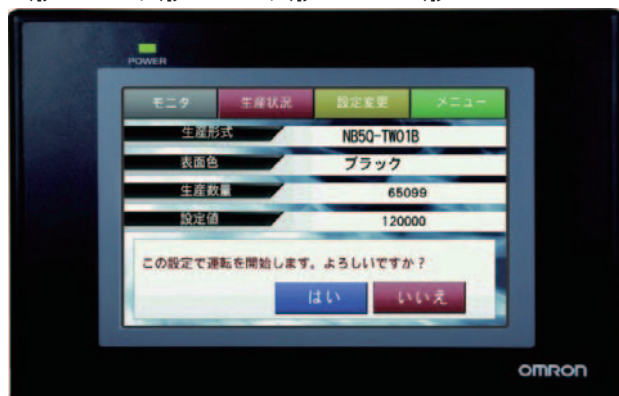 POWER
モニタ 生産状況 設定変更 メニュー
生産形式 NB5Q-TW01B
表面色 ブラック
生産数量 65099
設定値 120000
この設定で運転を開始します。よろしいですか？
はい いいえ
OMRON